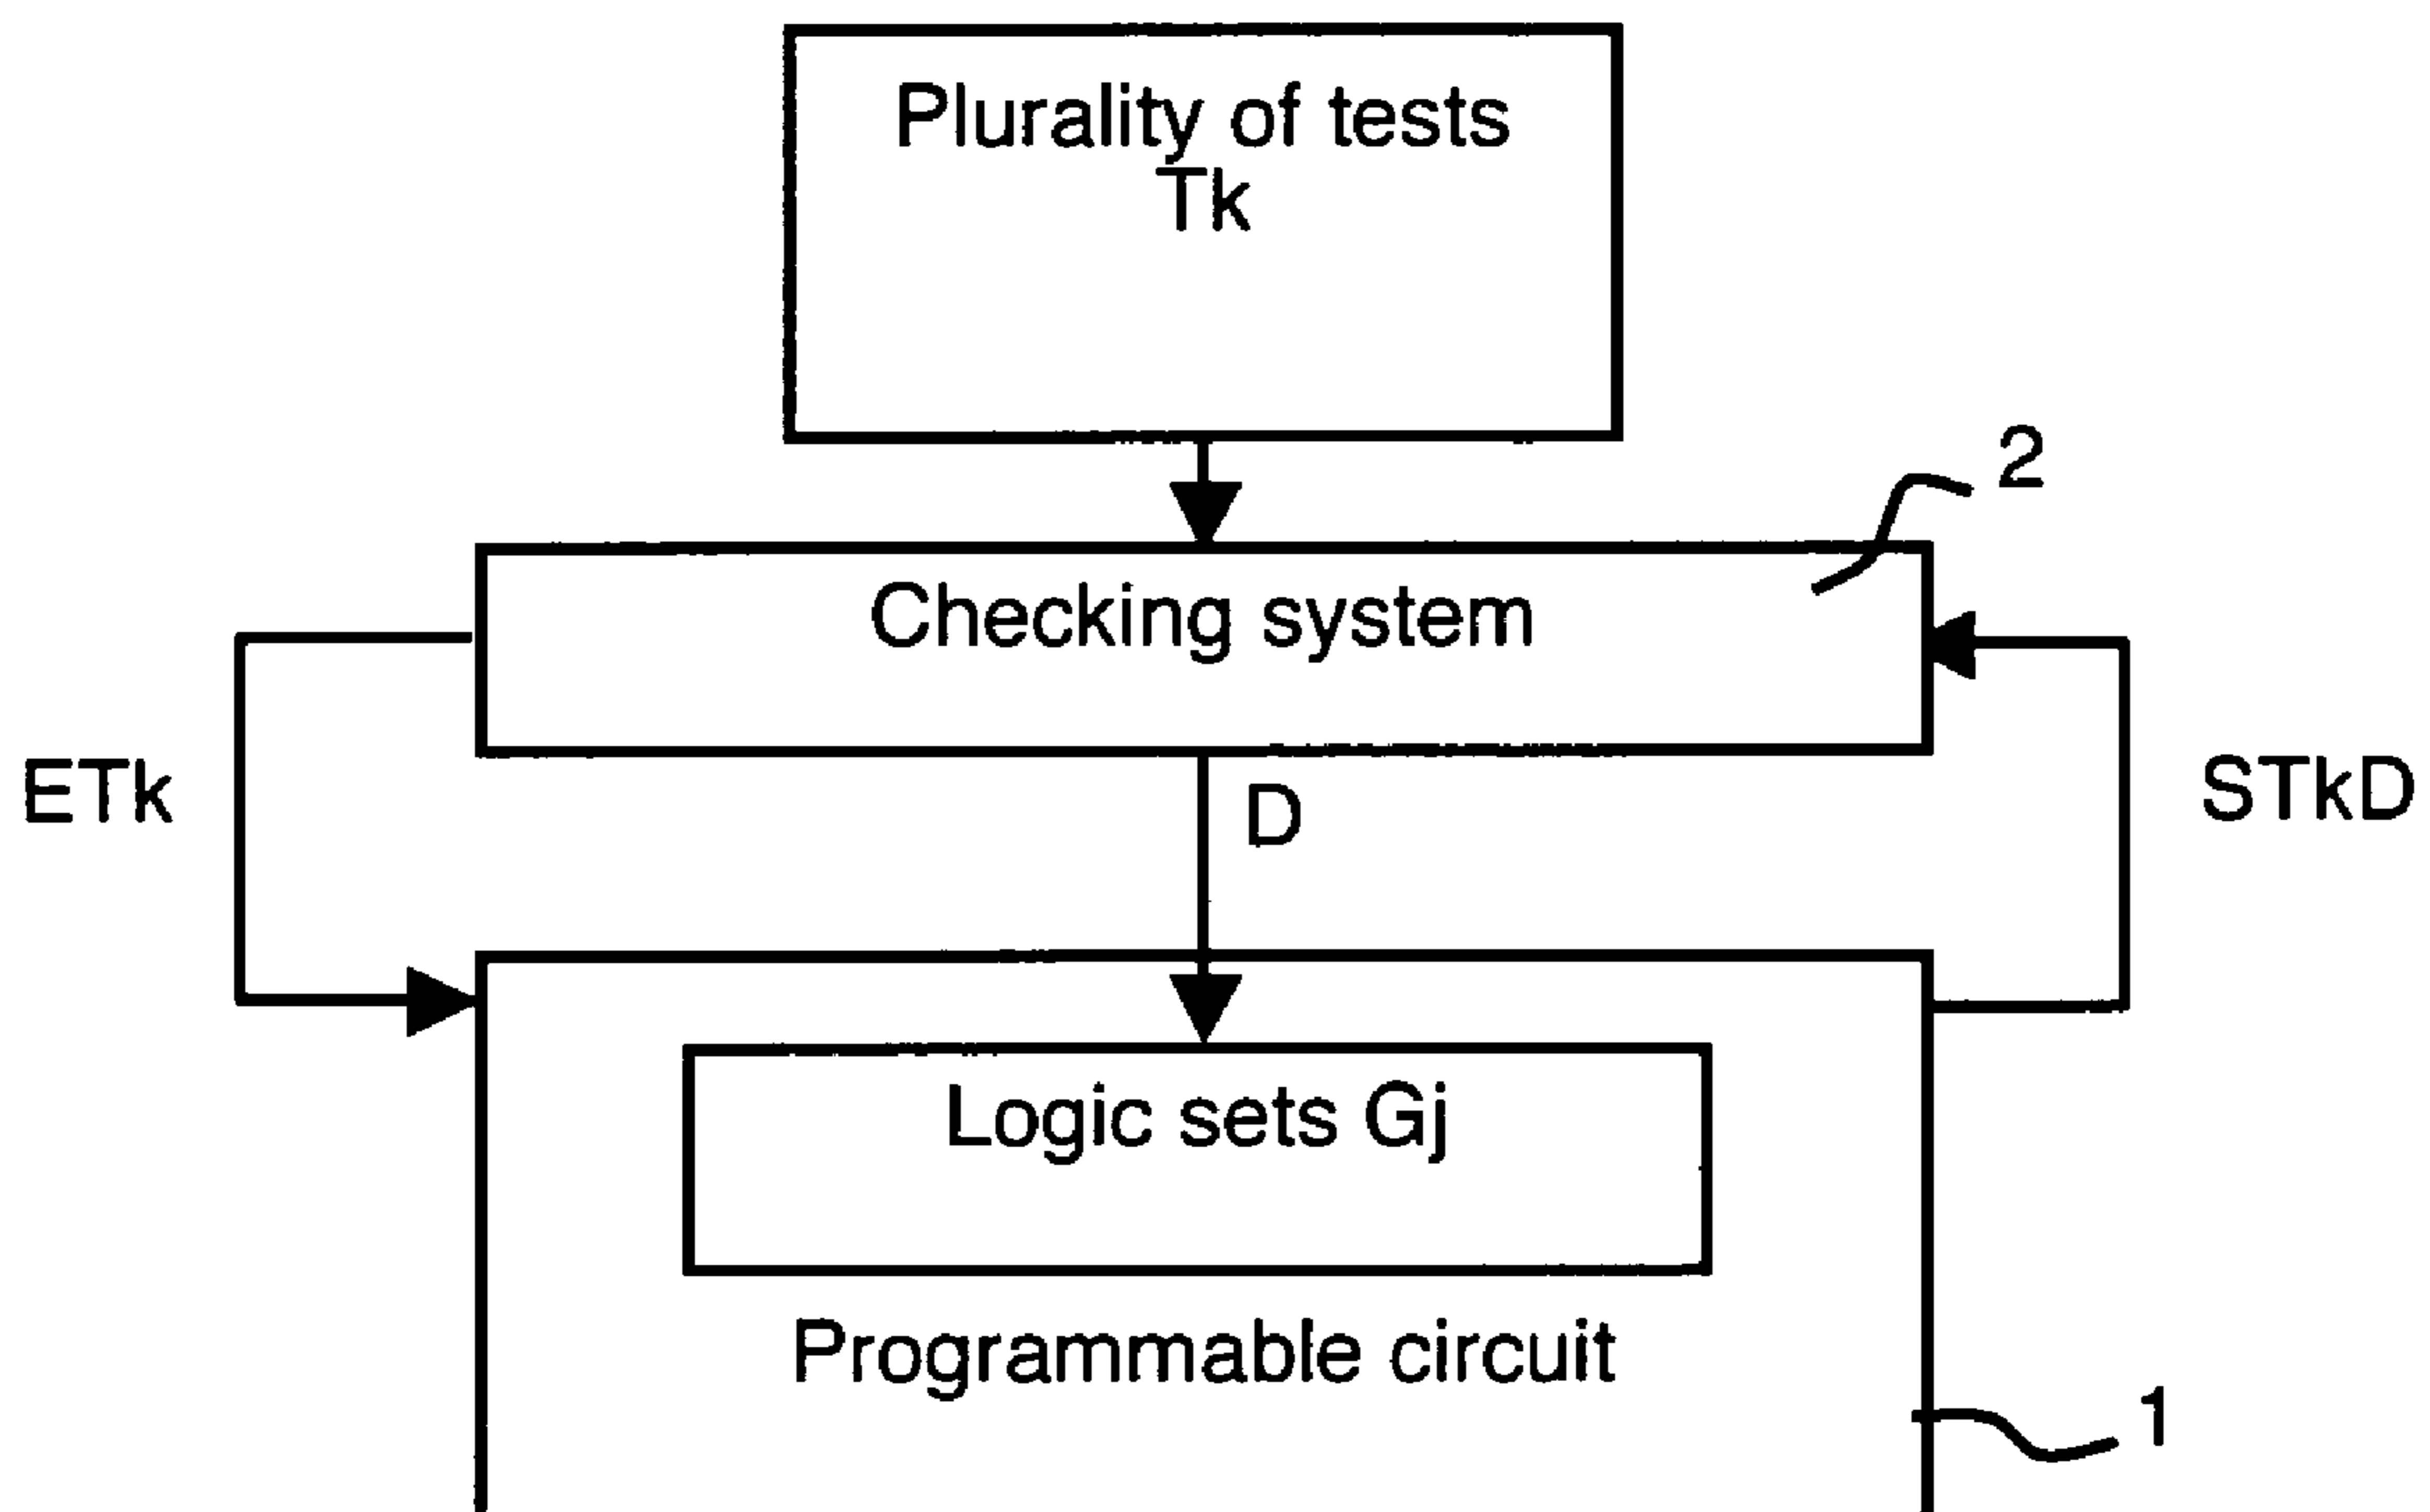 Plurality of tests
Tk
2
Checking system
ETk
D
STkD
Logic sets Gj
Programmable circuit
1